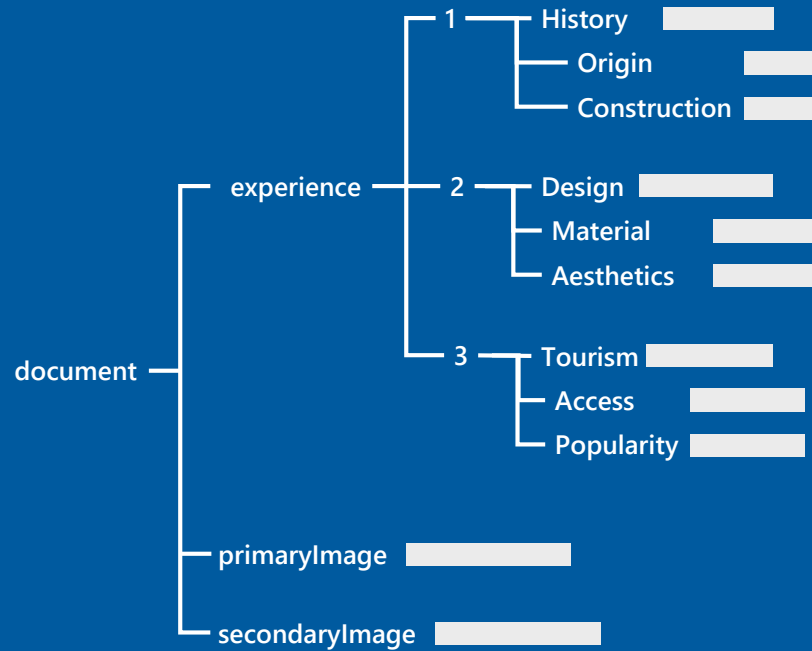 1 History
Origin
Construction
experience 2 Design
Material
Aesthetics
3 Tourism
document
Access
Popularity
primaryImage
secondaryImage